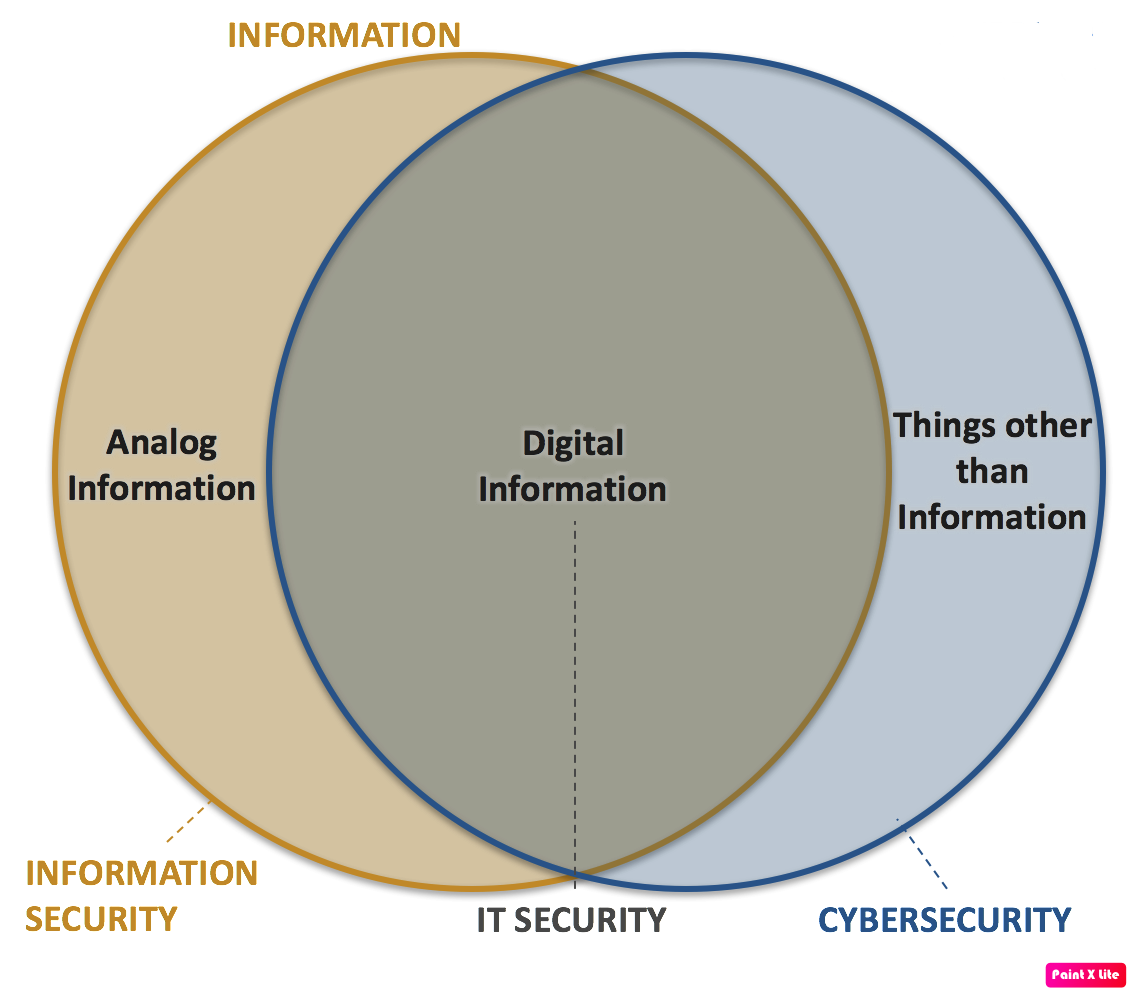 INFORMATION
Analog
Information
Digital
Information
Things other
than
Information
INFORMATION
SECURITY
IT SECURITY
CYBERSECURITY
Paint X Lite